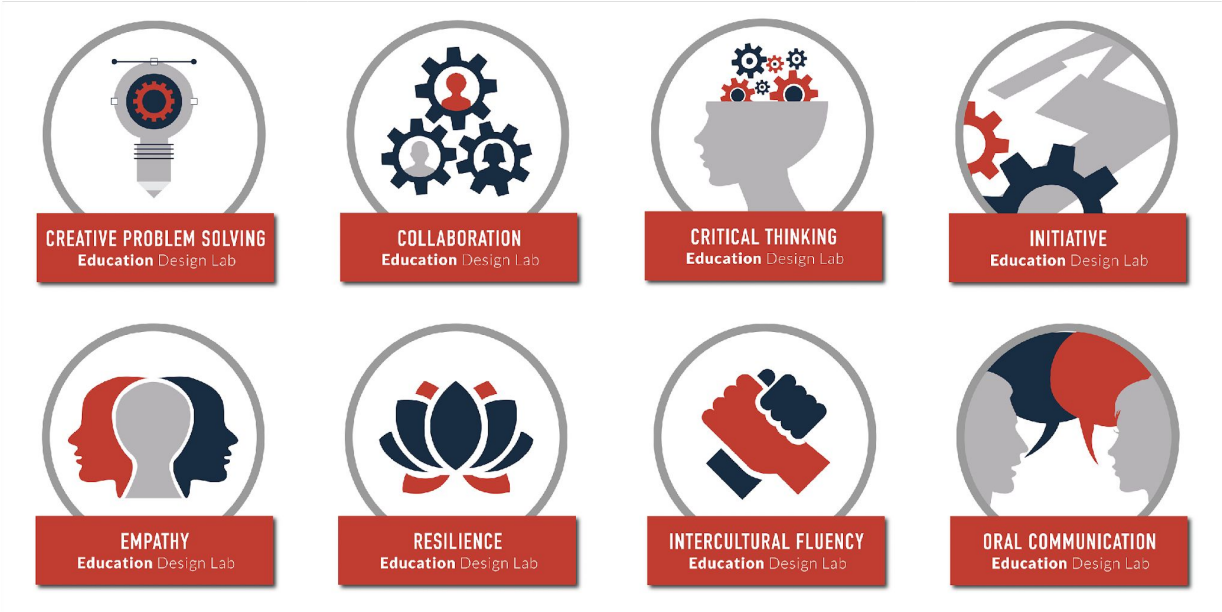 CREATIVE PROBLEM SOLVING
Education Design Lab
COLLABORATION
Education Design Lab
CRITICAL THINKING
Education Design Lab
INITIATIVE
Education Design Lab
EMPATHY
Education Design Lab
RESILIENCE
Education Design Lab
INTERCULTURAL FLUENCY
Education Design Lab
ORAL COMMUNICATION
Education Design Lab